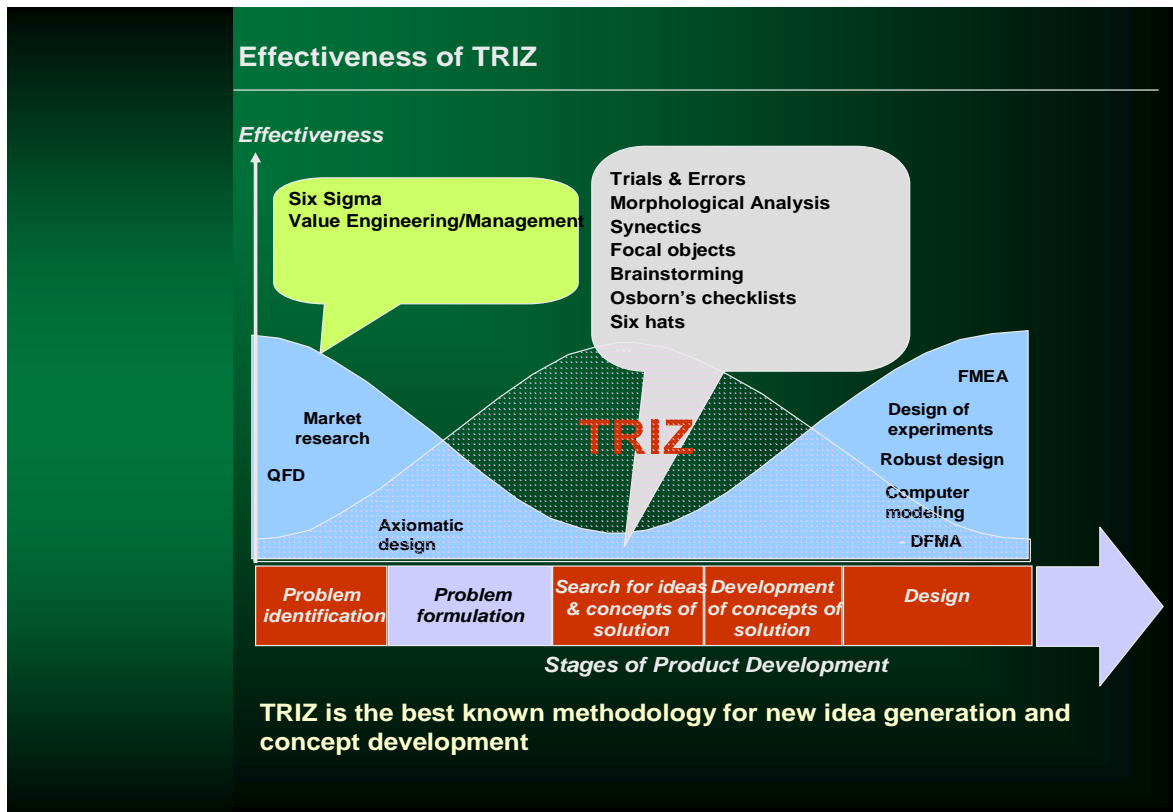 Effectiveness of TRIZ
Effectiveness
Six Sigma
Value Engineering/Management
Trials & Errors
Morphological Analysis
Synectics
Focal objects
Brainstorming
Osborn's checklists
Six hats
...
TRIZ
Market
research
QFD
Axiomatic
design
FMEA
Design of
experiments
Robust design
Computer
modeling
- DFMA
Problem
identification
Problem
formulation
Search for ideas
& concepts of
solution
Development
of concepts of
solution
Design
Stages of Product Development
TRIZ is the best known methodology for new idea generation and
concept development